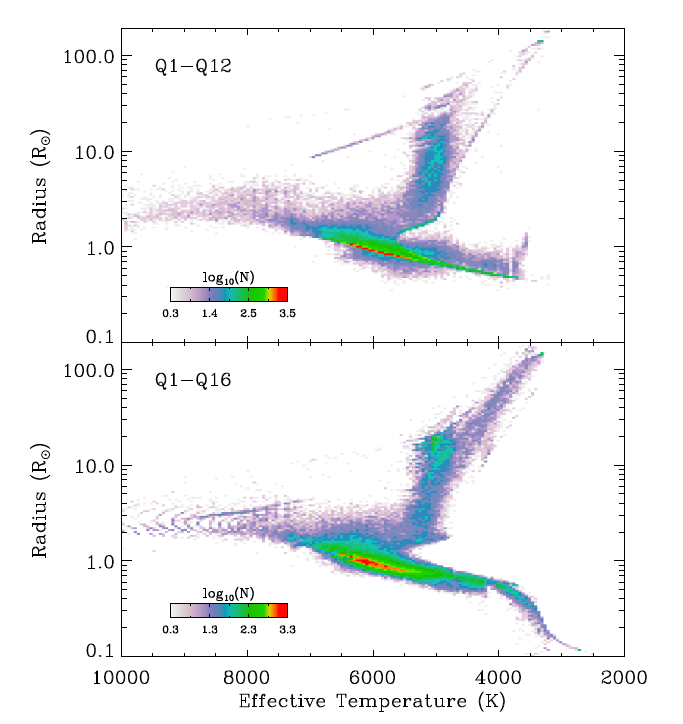 Q1-Q12
100.0
10.0
1.0
0.1
Radius (R⊙)
log10(N)
0.3 1.4 2.5 3.5
Q1-Q16
100.0
10.0
1.0
0.1
Radius (R⊙)
log10(N)
0.3 1.3 2.3 3.3
10000 8000 6000 4000 2000
Effective Temperature (K)